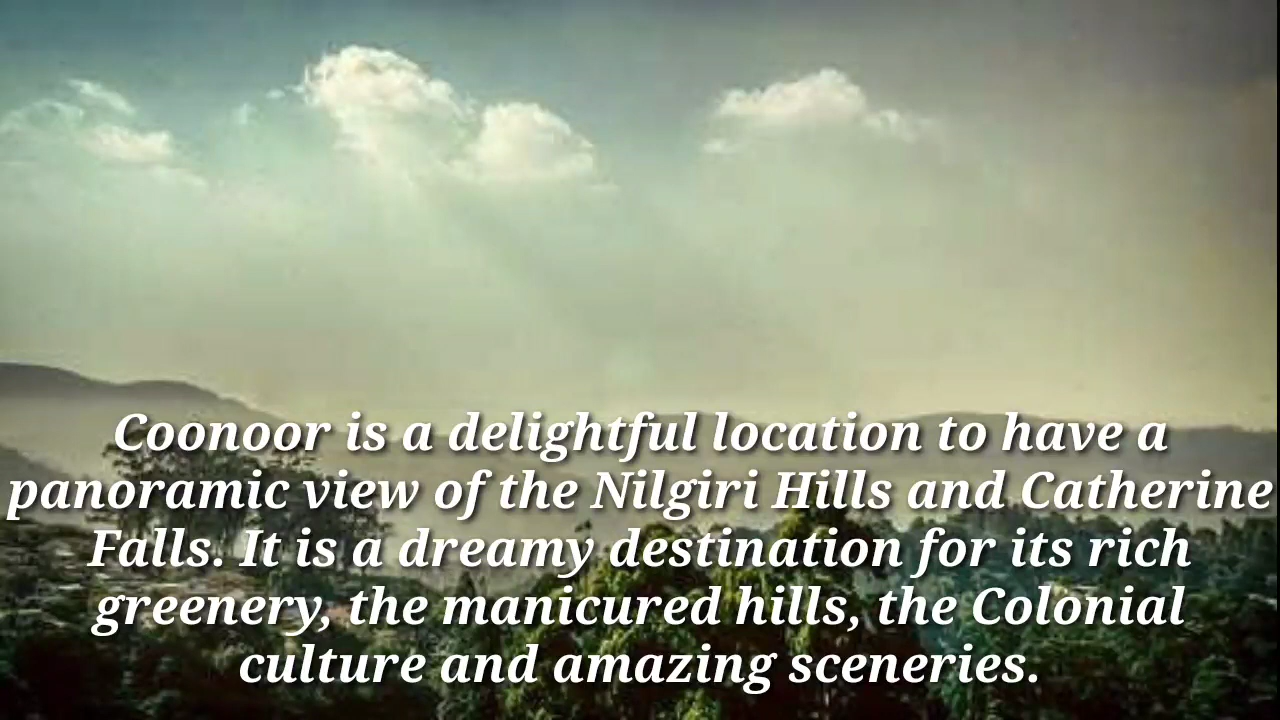 Coonoor is a delightful location to have a
panoramic view of the Nilgiri Hills and Catherine
Falls. It is a dreamy destination for its rich
greenery, the manicured hills, the Colonial
culture and amazing sceneries.